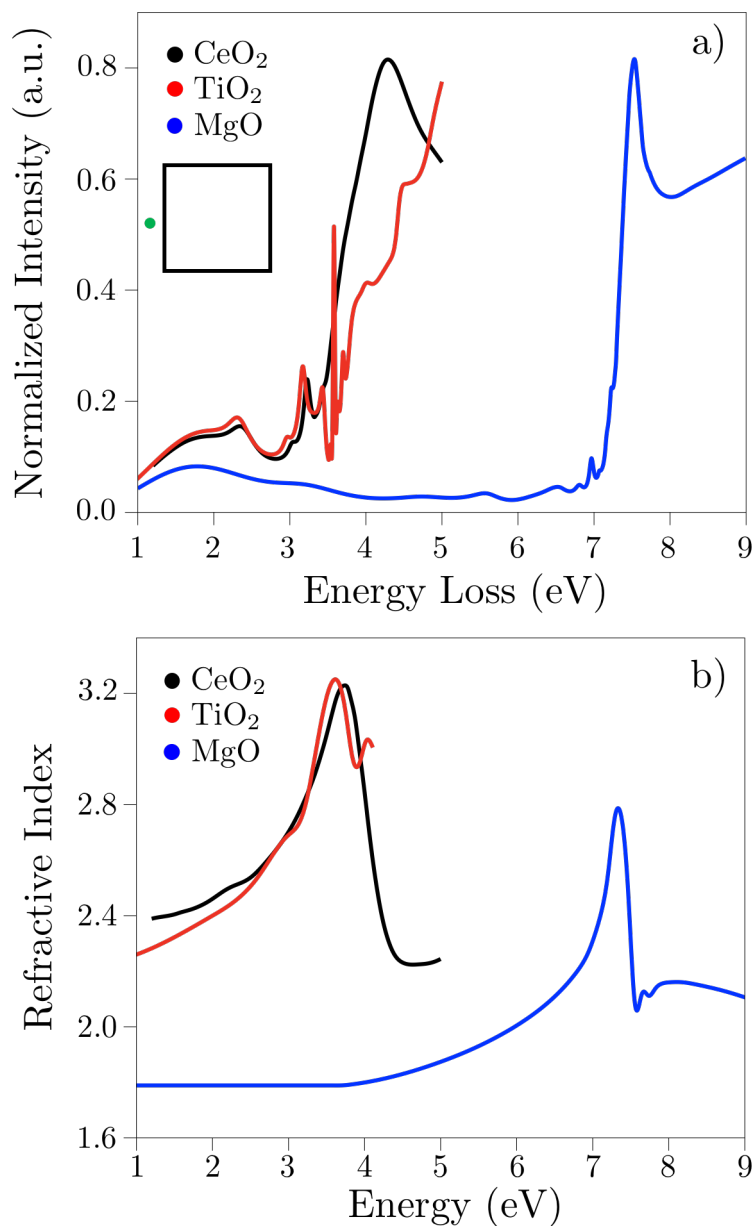 a)
CeO₂
TiO₂
MgO
Normalized Intensity (a.u.)
0.8
0.6
0.4
0.2
0.0
1 2 3 4 5 6 7 8 9
Energy Loss (eV)
b)
CeO₂
TiO₂
MgO
Refractive Index
3.2
2.8
2.4
2.0
1.6
1 2 3 4 5 6 7 8 9
Energy (eV)